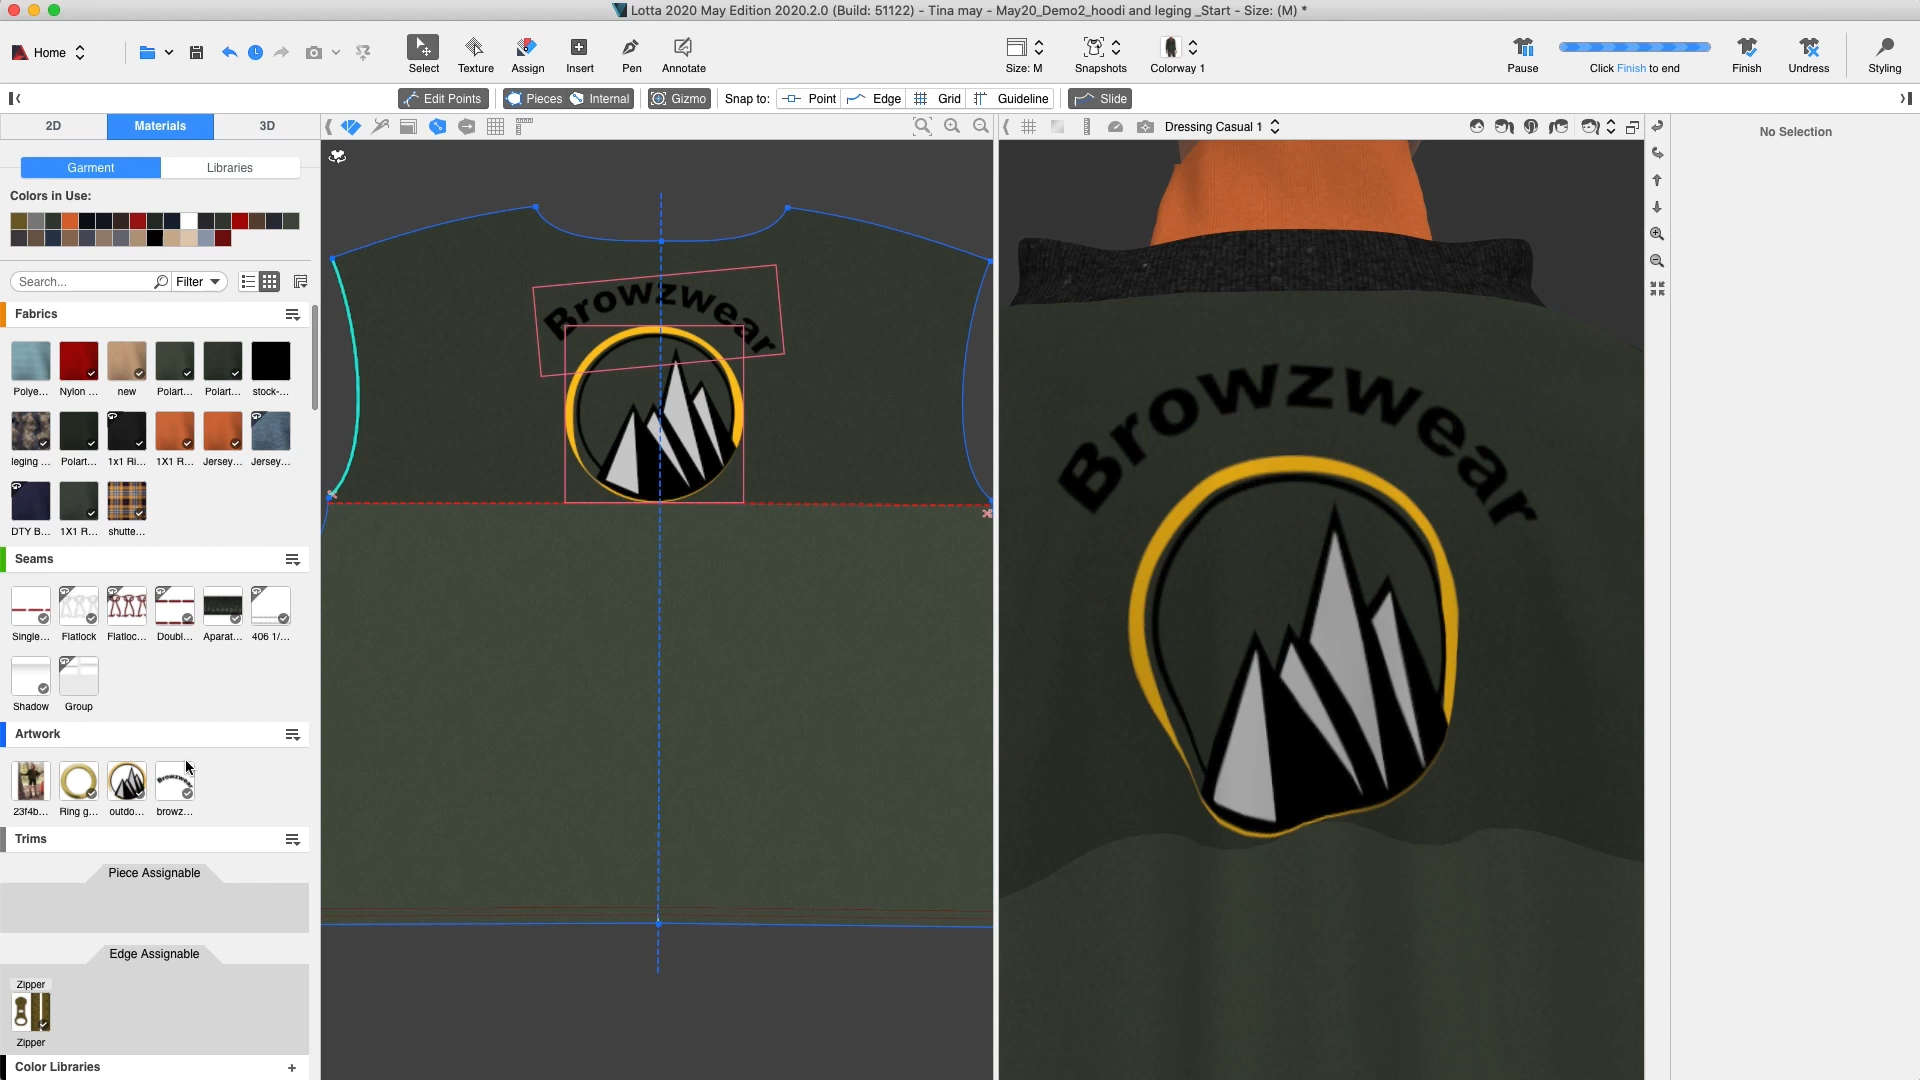 Lotta 2020 May Edition 2020.2.0 (Build: 51122) - Tina may - May20_Demo2_hoodi and leging _Start - Size: (M) *
Home
Select
Texture
Assign
Insert
Pen
Annotate
Size: M
Snapshots
Colorway 1
Pause
Click Finish to end
Finish
Undress
Styling
Edit Points
Pieces
Internal
Gizmo
Snap to:
Point
Edge
Grid
Guideline
Slide
2D
Materials
3D
Dressing Casual 1
No Selection
Garment
Libraries
Colors in Use:
Search...
Filter
Fabrics
Polye...
Nylon ...
new
Polart...
Polart...
stock-...
leging ...
Polart...
1x1 Ri...
1X1 R...
Jersey...
Jersey...
DTY B...
1X1 R...
shutte...
Seams
Single...
Flatlock
Flatloc...
Doubl...
Aparat...
406 1/...
Shadow
Group
Artwork
Browzwear
23f4b...
Ring g...
outdo...
browz...
Trims
Piece Assignable
Edge Assignable
Zipper
Zipper
Color Libraries
Browzwear
Browzwear